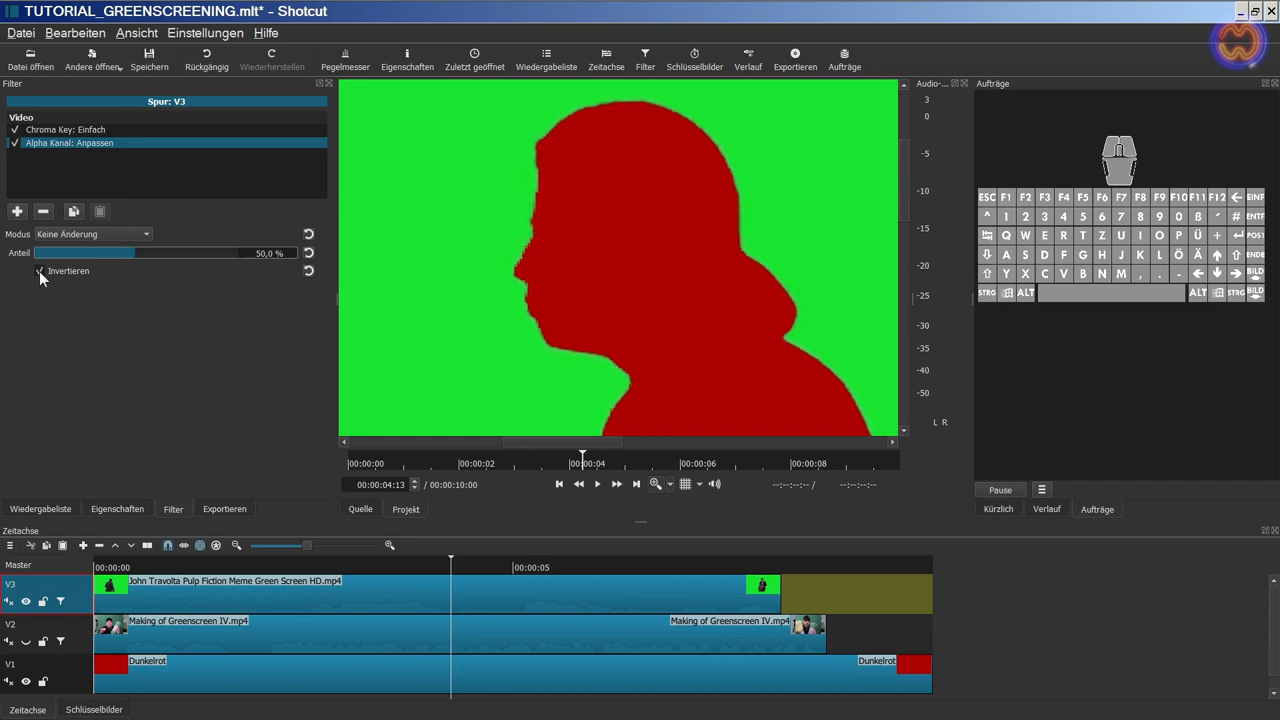 TUTORIAL_GREENSCREENING.mlt* - Shotcut
Datei Bearbeiten Ansicht Einstellungen Hilfe
Datei öffnen Andere öffnen Speichern Rückgängig Wiederherstellen Pegelmesser Eigenschaften Zuletzt geöffnet Wiedergabeliste Zeitachse Filter Schlüsselbilder Verlauf Exportieren Aufträge
Filter
Spur: V3
Video
Chroma Key: Einfach
Alpha Kanal: Anpassen
Modus Keine Änderung
Anteil 50,0 %
Invertieren
Audio-...
3
0
-5
-10
-15
-20
-25
-30
-35
-40
-50
L R
Aufträge
ESC F1 F2 F3 F4 F5 F6 F7 F8 F9 F10 F11 F12 EINF
^ 1 2 3 4 5 6 7 8 9 0 ß ´ ENTF
Q W E R T Z U I O P Ü + POS1
A S D F G H J K L Ö Ä # ENDE
< Y X C V B N M , . - BILD
STRG ALT ALT STRG BILD
00:00:00 00:00:02 00:00:04 00:00:06 00:00:08
00:00:04:13 / 00:00:10:00 --:--:--:-- / --:--:--:--
Pause
Wiedergabeliste Eigenschaften Filter Exportieren
Quelle Projekt
Kürzlich Verlauf Aufträge
Zeitachse
Master 00:00:00 00:00:05
V3 John Travolta Pulp Fiction Meme Green Screen HD.mp4
V2 Making of Greenscreen IV.mp4 Making of Greenscreen IV.mp4
V1 Dunkelrot Dunkelrot
Zeitachse Schlüsselbilder